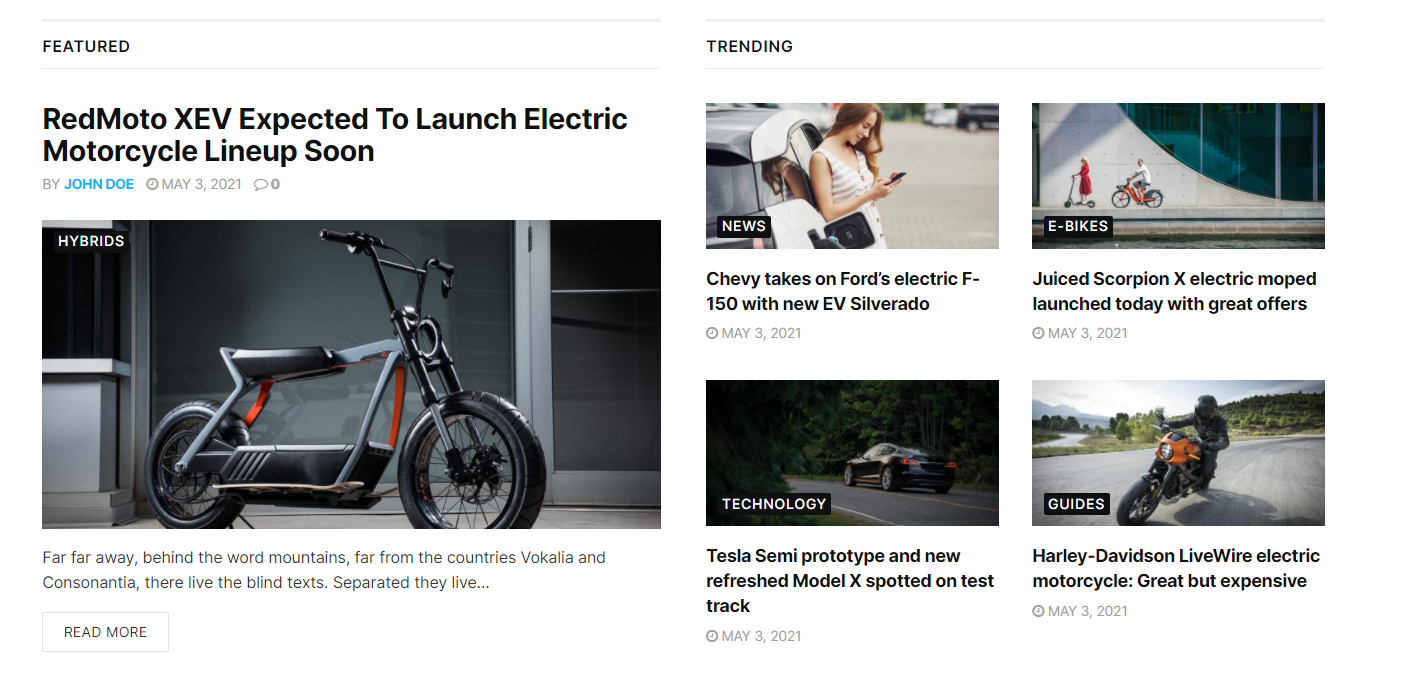 FEATURED
RedMoto XEV Expected To Launch Electric
Motorcycle Lineup Soon
BY JOHN DOE MAY 3, 2021 0
HYBRIDS
Far far away, behind the word mountains, far from the countries Vokalia and
Consonantia, there live the blind texts. Separated they live...
READ MORE
TRENDING
NEWS
Chevy takes on Ford’s electric F-
150 with new EV Silverado
MAY 3, 2021
E-BIKES
Juiced Scorpion X electric moped
launched today with great offers
MAY 3, 2021
TECHNOLOGY
Tesla Semi prototype and new
refreshed Model X spotted on test
track
MAY 3, 2021
GUIDES
Harley-Davidson LiveWire electric
motorcycle: Great but expensive
MAY 3, 2021